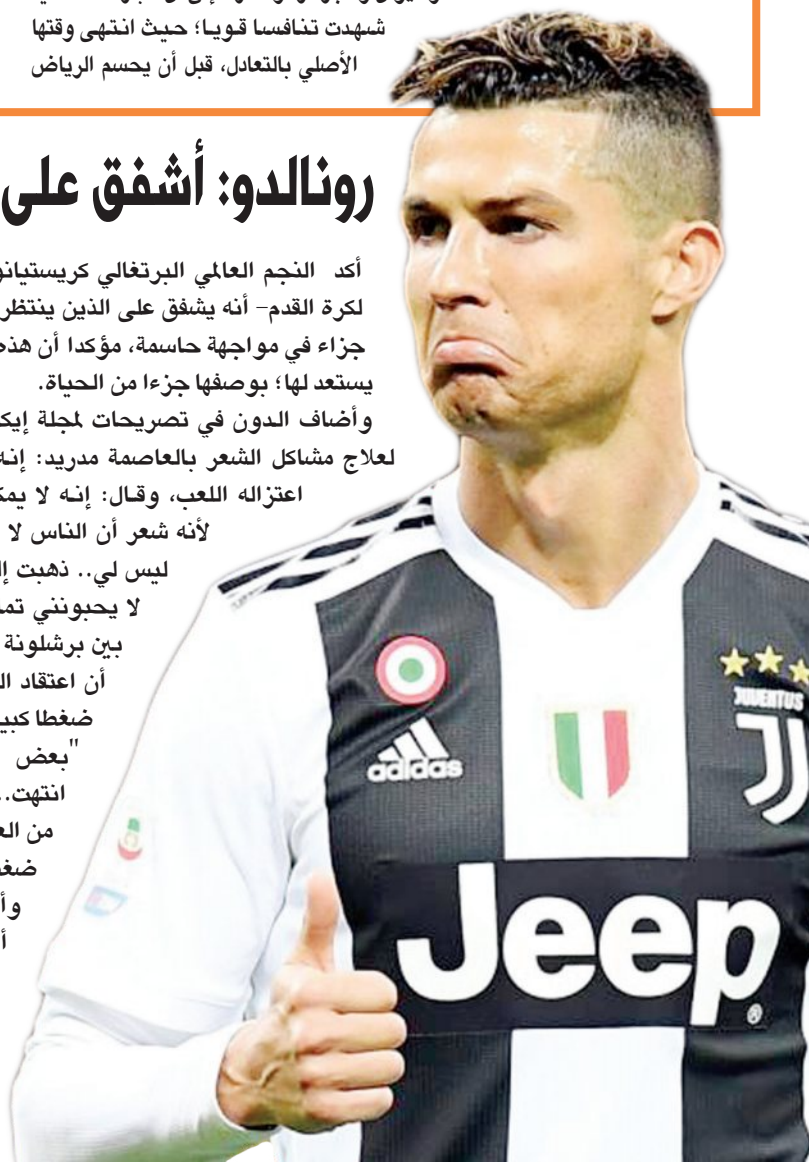 شهدت تنافسا قويا؛ حيث انتهى وقتها
الأصلي بالتعادل، قبل أن يحسم الرياض
رونالدو: أشفق على
أكد النجم العالمي البرتغالي كريستيانو
لكرة القدم– أنه يشفق على الذين ينتظر
جزاء في مواجهة حاسمة، مؤكدا أن هذه
يستعد لها؛ بوصفها جزءا من الحياة.
وأضاف الدون في تصريحات لمجلة إيك
لعلاج مشاكل الشعر بالعاصمة مدريد: إنه
اعتزاله اللعب، وقال: إنه لا يمك
لأنه شعر أن الناس لا
ليس لي.. ذهبت إل
لا يحبونني تم
بين برشلونة
أن اعتقاد ال
ضغطا كبي
"بعض
انتهت..
من الع
ضغ
وأ
أ
JUVENTUS
adidas
Jeep®